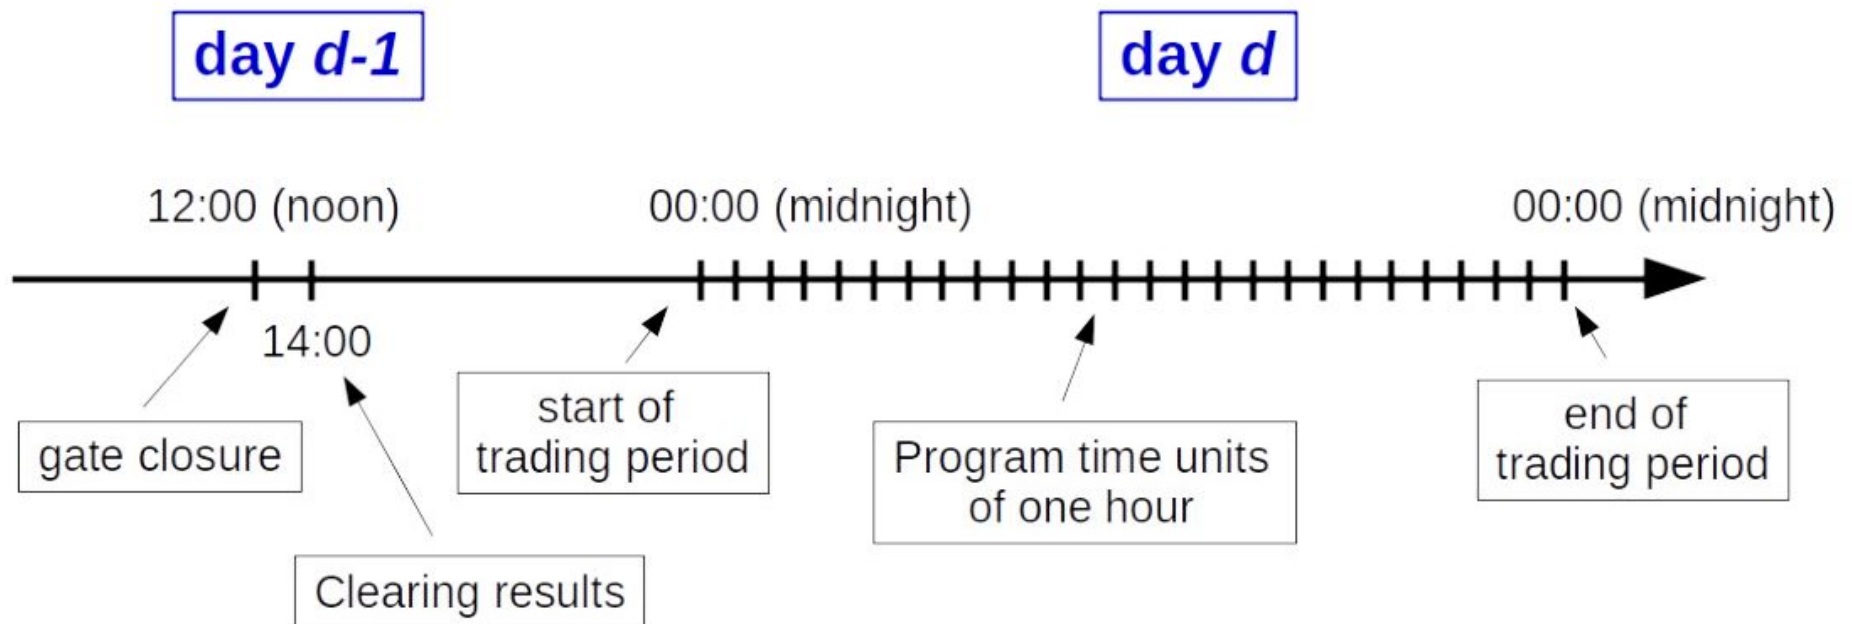 day d-1
day d
12:00 (noon)
00:00 (midnight)
00:00 (midnight)
14:00
gate closure
start of
trading period
Program time units
of one hour
end of
trading period
Clearing results